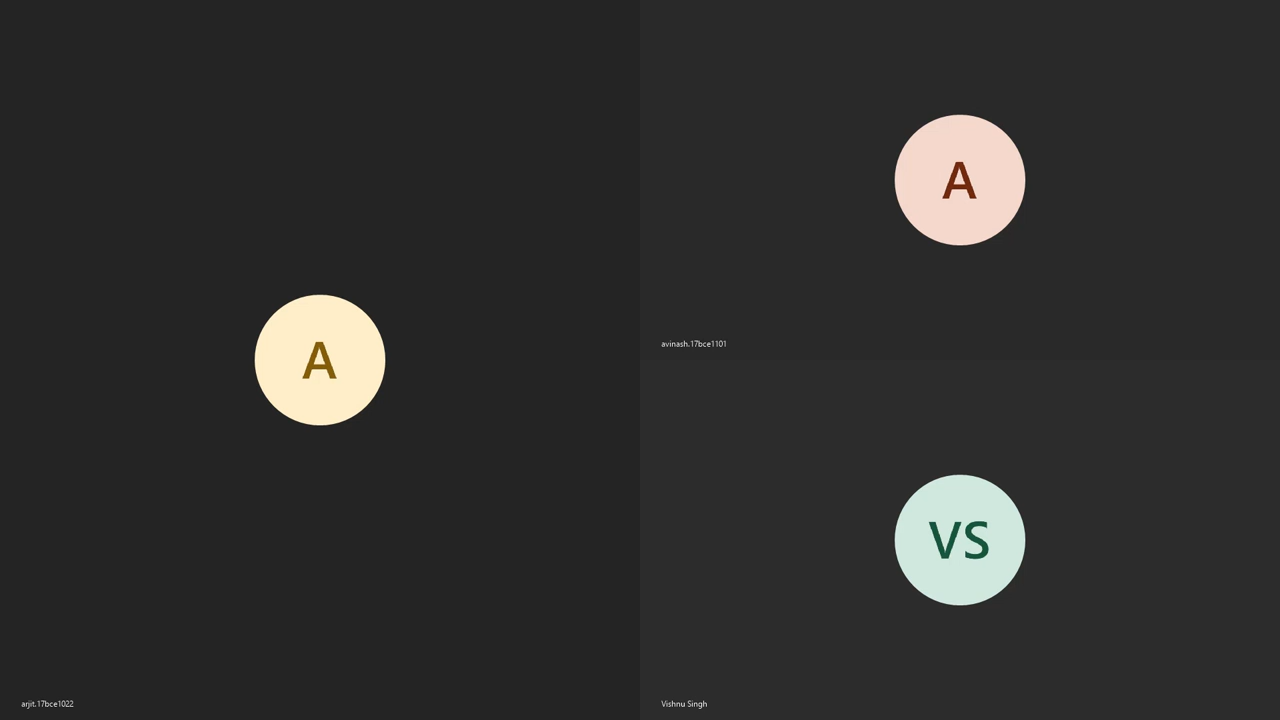 A
arjit.17bce1022
A
avinash.17bce1101
VS
Vishnu Singh